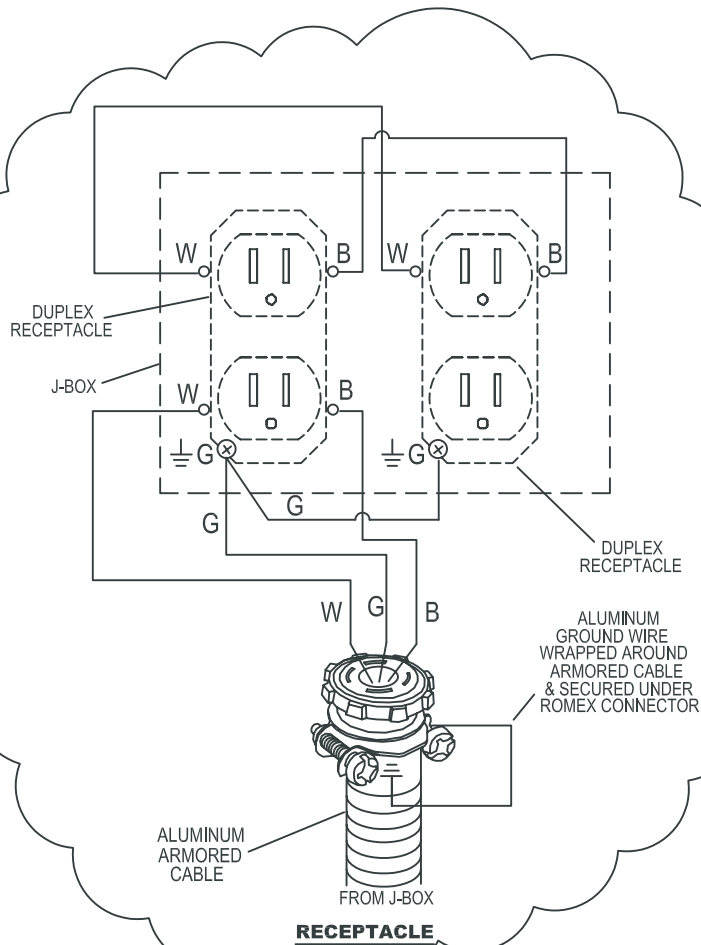 W
B
W
B
DUPLEX
RECEPTACLE
J-BOX
W
B
G
G
G
G
DUPLEX
RECEPTACLE
W
G
B
ALUMINUM
GROUND WIRE
WRAPPED AROUND
ARMORED CABLE
& SECURED UNDER
ROMEX CONNECTOR
ALUMINUM
ARMORED
CABLE
FROM J-BOX
RECEPTACLE